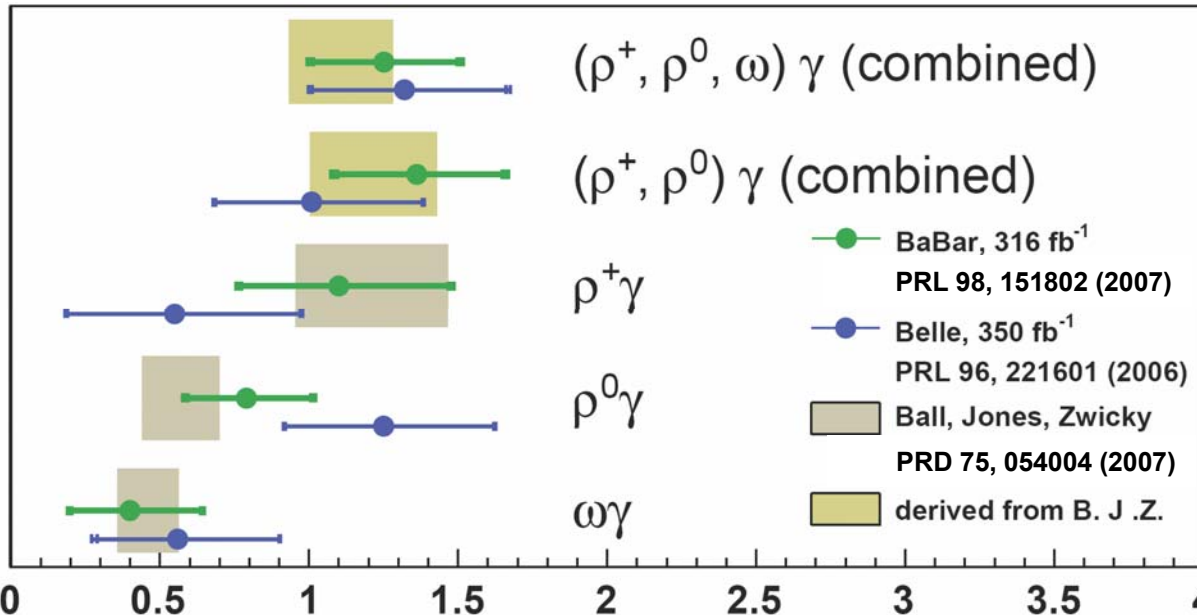 (ρ⁺, ρ⁰, ω) γ (combined)
(ρ⁺, ρ⁰) γ (combined)
ρ⁺γ
ρ⁰γ
ωγ
BaBar, 316 fb⁻¹
PRL 98, 151802 (2007)
Belle, 350 fb⁻¹
PRL 96, 221601 (2006)
Ball, Jones, Zwicky
PRD 75, 054004 (2007)
derived from B. J .Z.
0 0.5 1 1.5 2 2.5 3 3.5